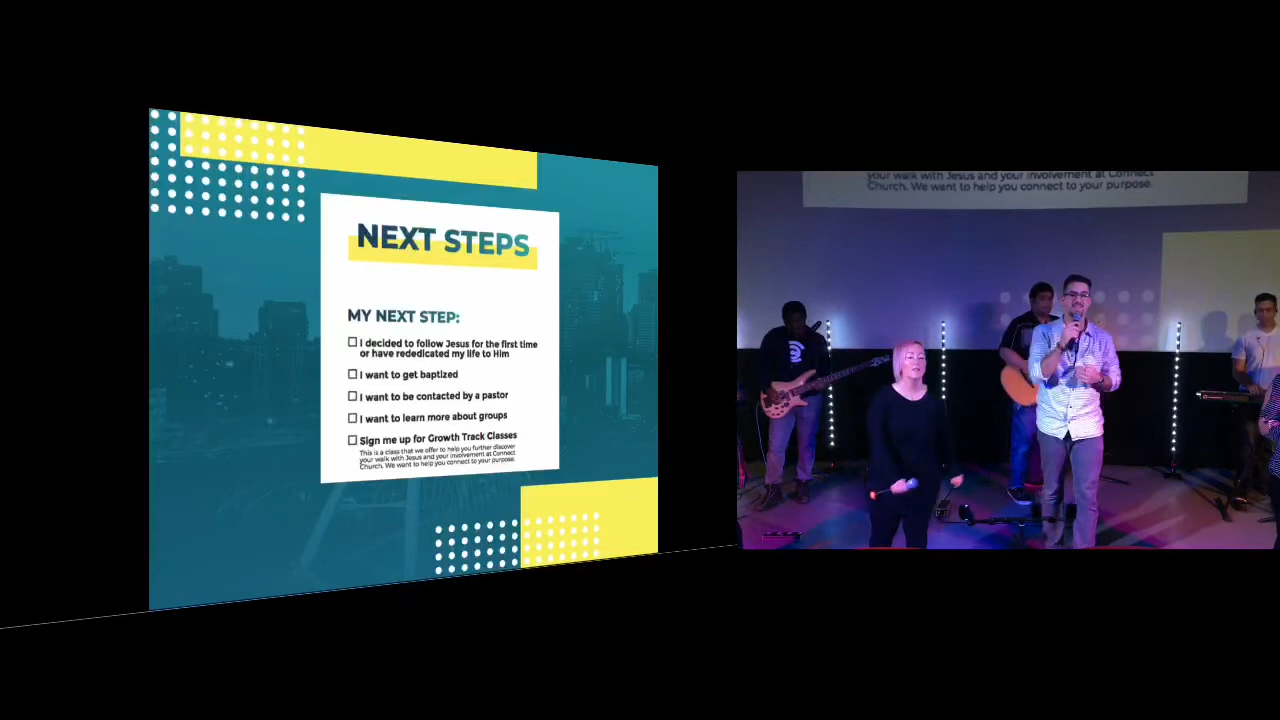 NEXT STEPS
MY NEXT STEP:
I decided to follow Jesus for the first time
or have rededicated my life to Him
I want to get baptized
I want to be contacted by a pastor
I want to learn more about groups
Sign me up for Growth Track Classes
This is a class that we offer to help you further discover
your walk with Jesus and your involvement at Connect
Church. We want to help you connect to your purpose.
your walk with Jesus and your involvement at Connect
Church. We want to help you connect to your purpose.